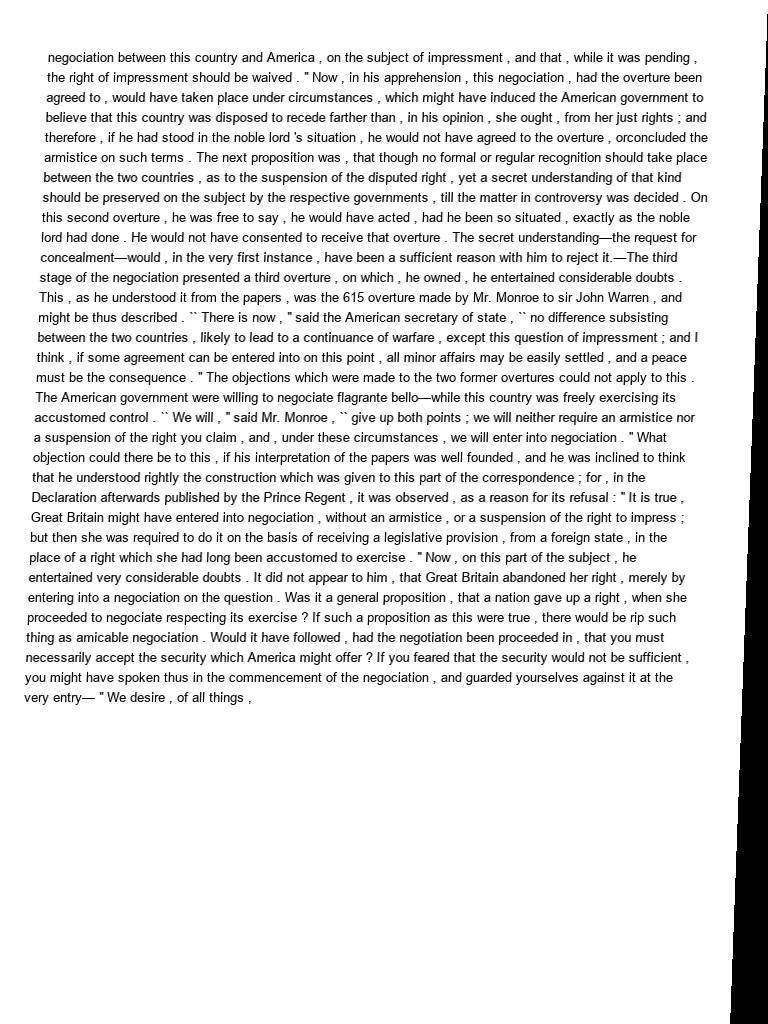 negociation between this country and America , on the subject of impressment , and that , while it was pending ,
the right of impressment should be waived . " Now , in his apprehension , this negociation , had the overture been
agreed to , would have taken place under circumstances , which might have induced the American government to
believe that this country was disposed to recede farther than , in his opinion , she ought , from her just rights ; and
therefore , if he had stood in the noble lord 's situation , he would not have agreed to the overture , orconcluded the
armistice on such terms . The next proposition was , that though no formal or regular recognition should take place
between the two countries , as to the suspension of the disputed right , yet a secret understanding of that kind
should be preserved on the subject by the respective governments , till the matter in controversy was decided . On
this second overture , he was free to say , he would have acted , had he been so situated , exactly as the noble
lord had done . He would not have consented to receive that overture . The secret understanding—the request for
concealment—would , in the very first instance , have been a sufficient reason with him to reject it.—The third
stage of the negociation presented a third overture , on which , he owned , he entertained considerable doubts .
This , as he understood it from the papers , was the 615 overture made by Mr. Monroe to sir John Warren , and
might be thus described . `` There is now , " said the American secretary of state , `` no difference subsisting
between the two countries , likely to lead to a continuance of warfare , except this question of impressment ; and I
think , if some agreement can be entered into on this point , all minor affairs may be easily settled , and a peace
must be the consequence . " The objections which were made to the two former overtures could not apply to this .
The American government were willing to negociate flagrante bello—while this country was freely exercising its
accustomed control . `` We will , " said Mr. Monroe , `` give up both points ; we will neither require an armistice nor
a suspension of the right you claim , and , under these circumstances , we will enter into negociation . " What
objection could there be to this , if his interpretation of the papers was well founded , and he was inclined to think
that he understood rightly the construction which was given to this part of the correspondence ; for , in the
Declaration afterwards published by the Prince Regent , it was observed , as a reason for its refusal : " It is true ,
Great Britain might have entered into negociation , without an armistice , or a suspension of the right to impress ;
but then she was required to do it on the basis of receiving a legislative provision , from a foreign state , in the
place of a right which she had long been accustomed to exercise . " Now , on this part of the subject , he
entertained very considerable doubts . It did not appear to him , that Great Britain abandoned her right , merely by
entering into a negociation on the question . Was it a general proposition , that a nation gave up a right , when she
proceeded to negociate respecting its exercise ? If such a proposition as this were true , there would be rip such
thing as amicable negociation . Would it have followed , had the negotiation been proceeded in , that you must
necessarily accept the security which America might offer ? If you feared that the security would not be sufficient ,
you might have spoken thus in the commencement of the negociation , and guarded yourselves against it at the
very entry— " We desire , of all things ,